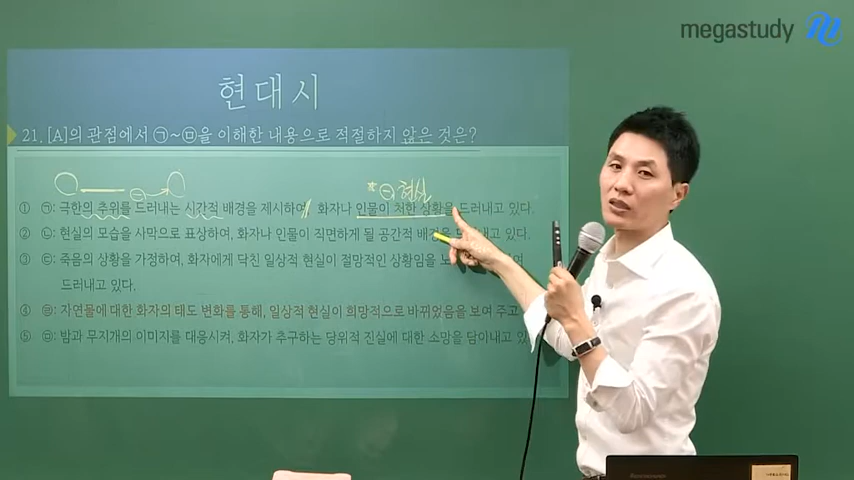 megastudy
현대시
21. [A]의 관점에서 ㉠~㉤을 이해한 내용으로 적절하지 않은 것은?
*⊖ 현실
⊖
① ㉠: 극한의 추위를 드러내는 시간적 배경을 제시하여, 화자나 인물이 처한 상황을 드러내고 있다.
② ㉡: 현실의 모습을 사막으로 표상하여, 화자나 인물이 직면하게 될 공간적 배경을 있다.
③ ㉢: 죽음의 상황을 가정하여, 화자에게 닥친 일상적 현실이 절망적인 상황임을
드러내고 있다.
④ ㉣: 자연물에 대한 화자의 태도 변화를 통해, 일상적 현실이 희망적으로 바뀌었음을 보여 주고
⑤ ㉤: 밤과 무지개의 이미지를 대응시켜, 화자가 추구하는 당위적 진실에 대한 소망을 담아내고